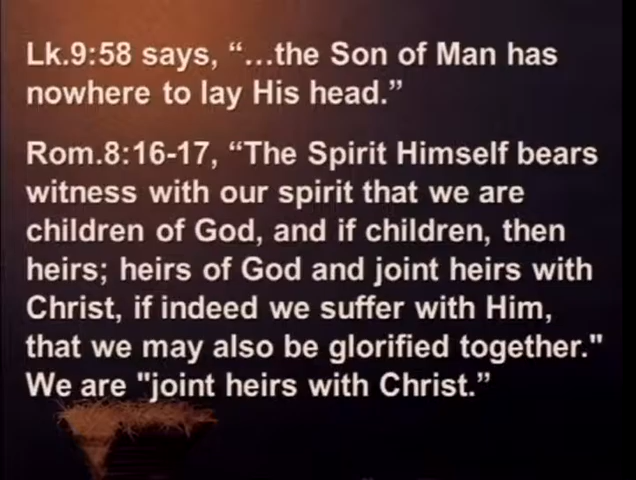 Lk.9:58 says, “…the Son of Man has
nowhere to lay His head.”
Rom.8:16-17, “The Spirit Himself bears
witness with our spirit that we are
children of God, and if children, then
heirs; heirs of God and joint heirs with
Christ, if indeed we suffer with Him,
that we may also be glorified together."
We are "joint heirs with Christ.”